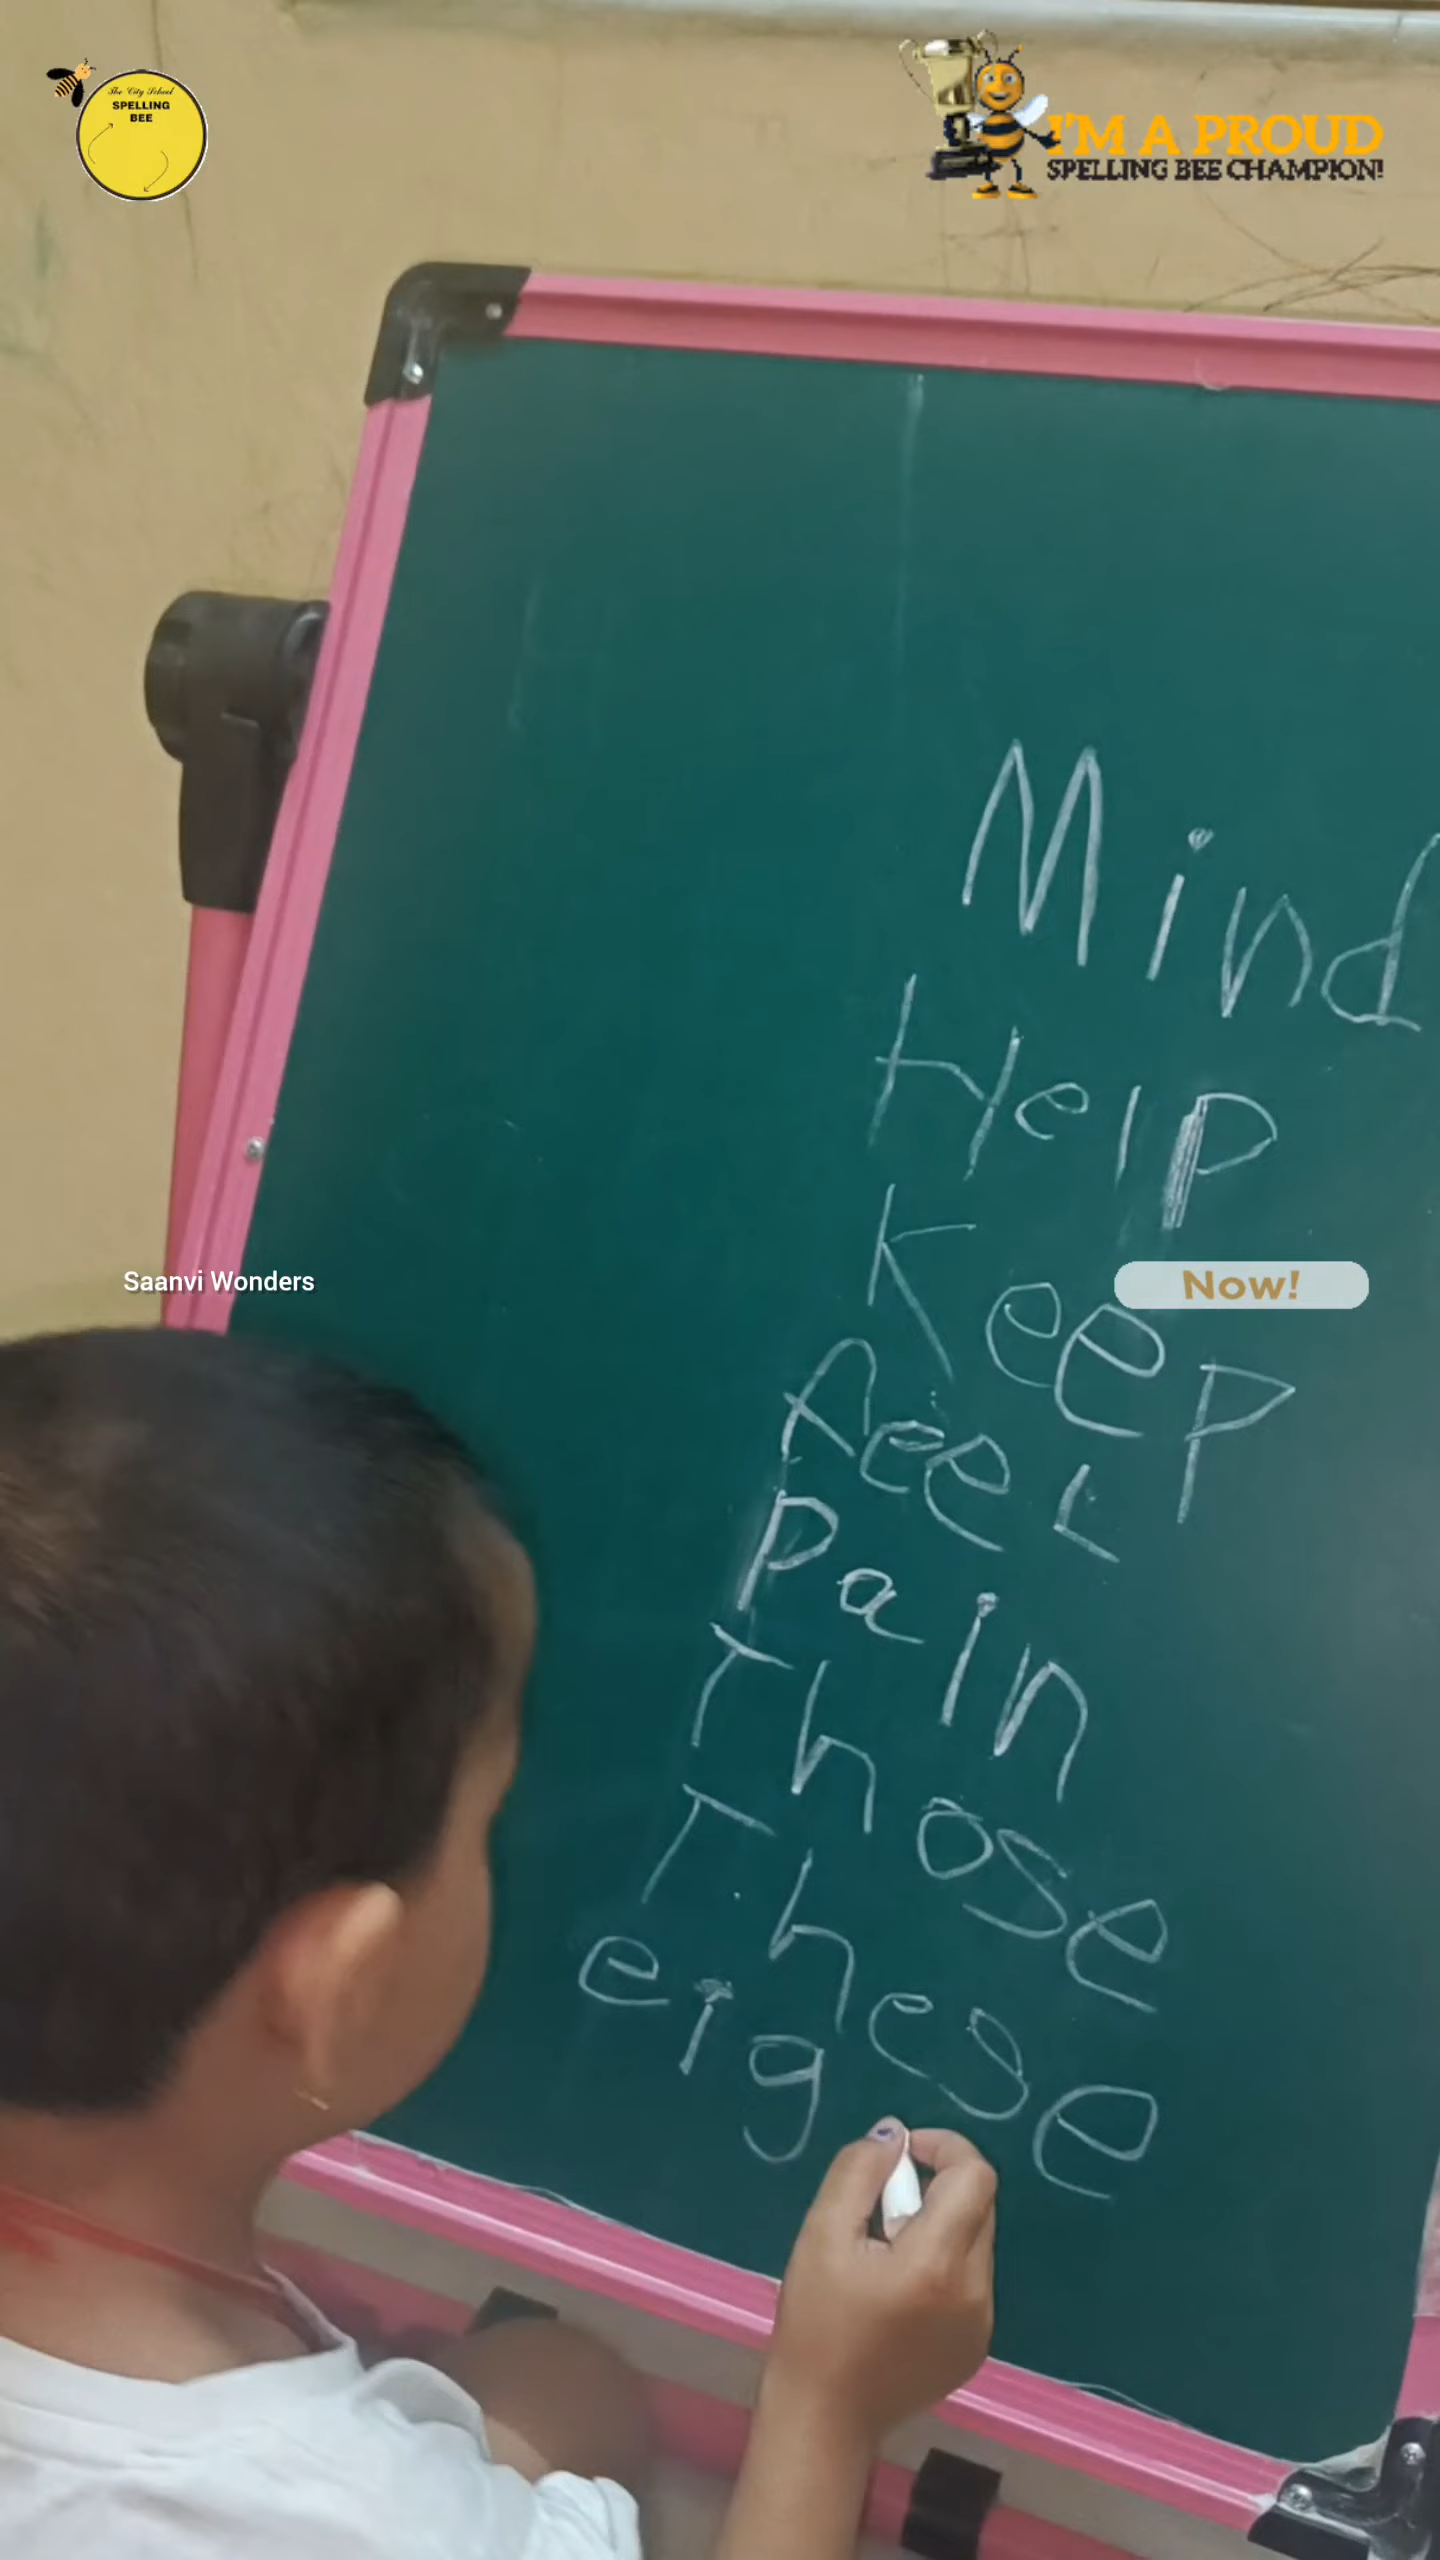 The City School
SPELLING
BEE
I'M A PROUD
SPELLING BEE CHAMPION!
Mind
Help
Keep
feeL
Saanvi Wonders
Now!
Pain
Those
These
eig